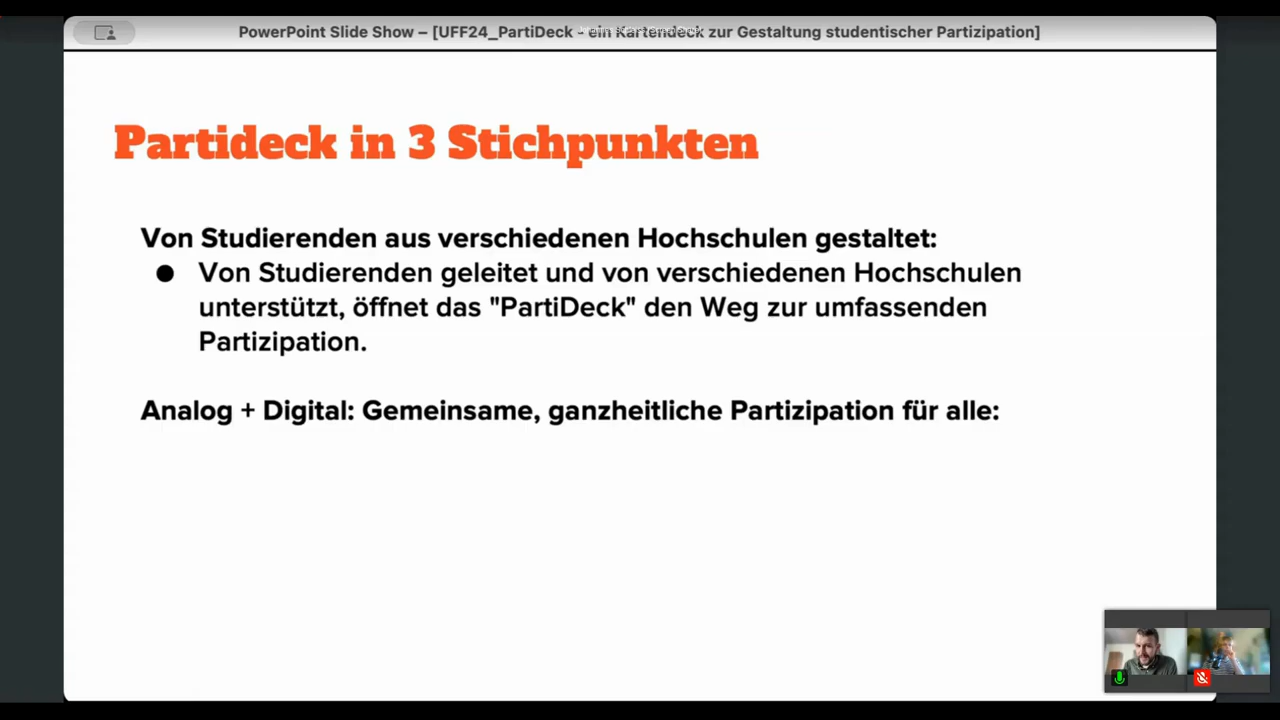 PowerPoint Slide Show – [UFF24_PartiDeck - ein Kartendeck zur Gestaltung studentischer Partizipation]
Partideck in 3 Stichpunkten
Von Studierenden aus verschiedenen Hochschulen gestaltet:
● Von Studierenden geleitet und von verschiedenen Hochschulen
unterstützt, öffnet das "PartiDeck" den Weg zur umfassenden
Partizipation.
Analog + Digital: Gemeinsame, ganzheitliche Partizipation für alle: